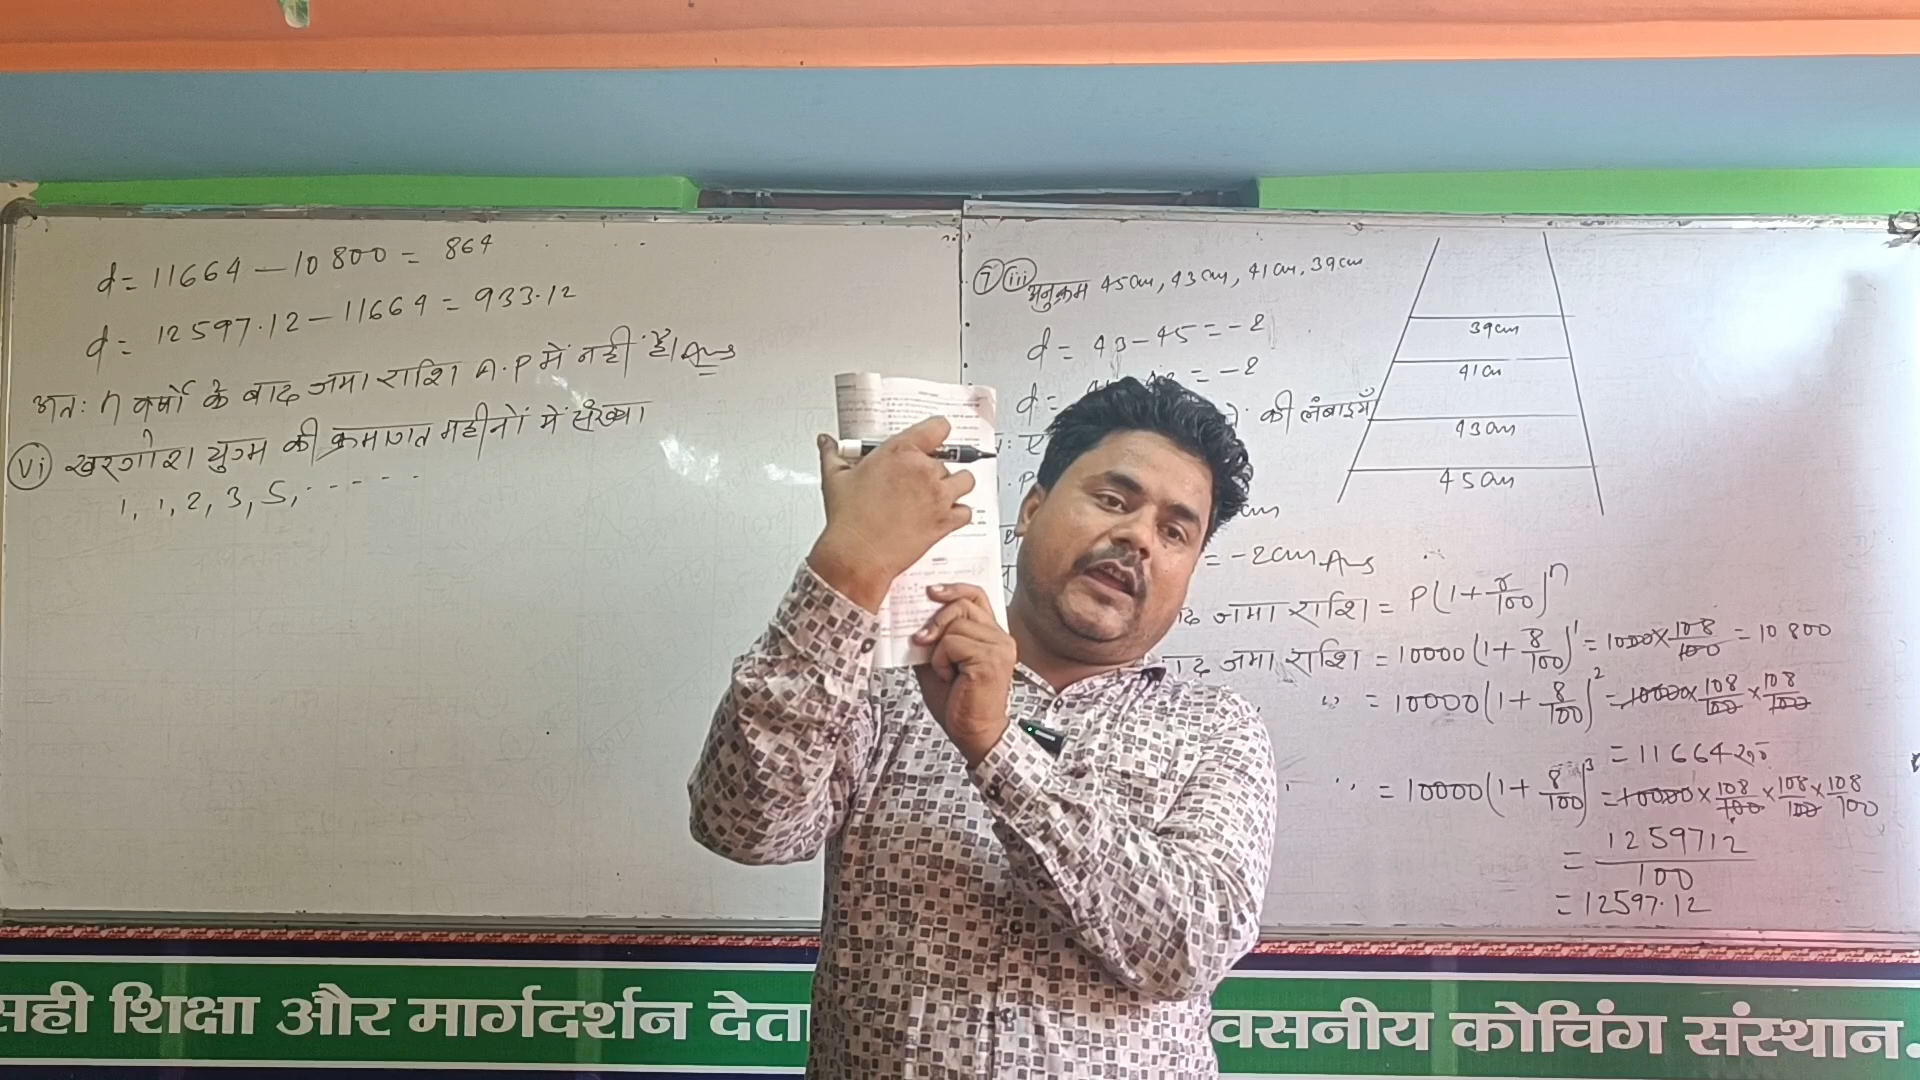 d = 11664 – 10800 = 864
d = 12597.12 – 11664 = 933.12
अतः n वर्षों के बाद जमा राशि A.P में नहीं है। Ans
(vi) खरगोश युग्म की क्रमागत महीनों में संख्या
1, 1, 2, 3, 5, - - - - -
7 (iii) अनुक्रम 45cm, 43cm, 41cm, 39cm
d = 43 – 45 = –2
d = = –2
की लंबाइयाँ
cm
= –2cm Ans
जमा राशि = P(1 + r/100)^n
जमा राशि = 10000(1 + 8/100)^1 = 10000 × 108/100 = 10800
" = 10000(1 + 8/100)^2 = 10000 × 108/100 × 108/100
= 11664
" " = 10000(1 + 8/100)^3 = 10000 × 108/100 × 108/100 × 108/100
= 1259712/100
= 12597.12
39cm
41cm
43cm
45cm
सही शिक्षा और मार्गदर्शन देता
वसनीय कोचिंग संस्थान.